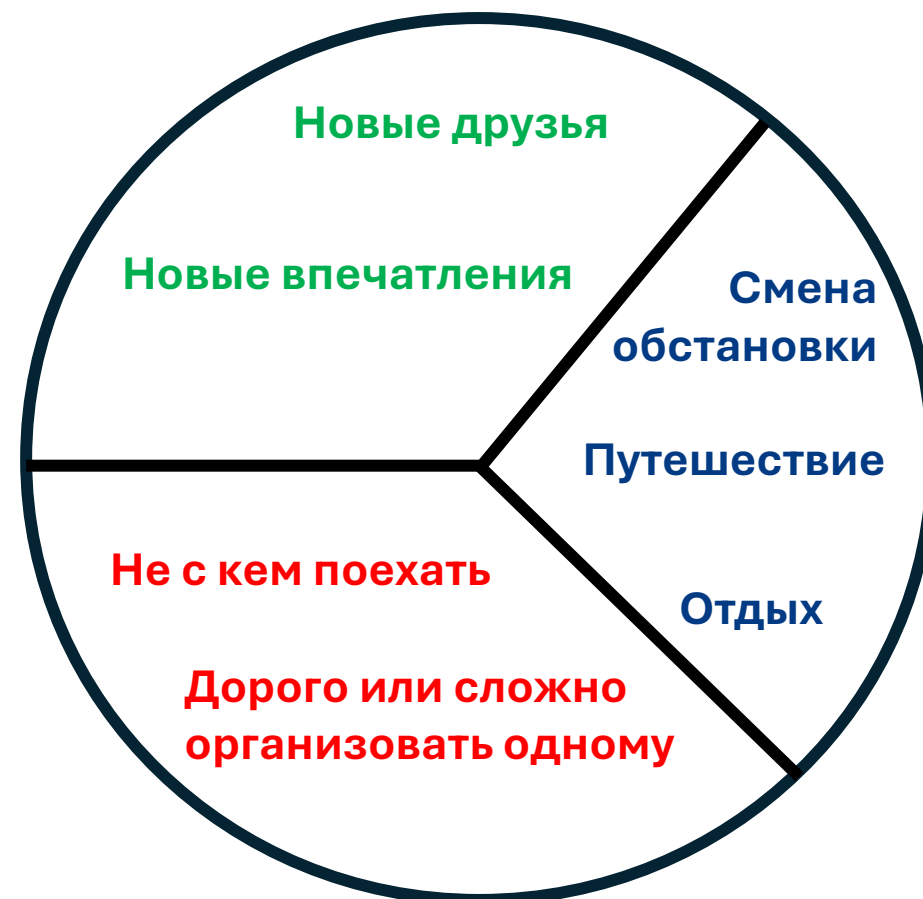 Новые друзья
Новые впечатления
Смена
обстановки
Путешествие
Отдых
Не с кем поехать
Дорого или сложно
организовать одному